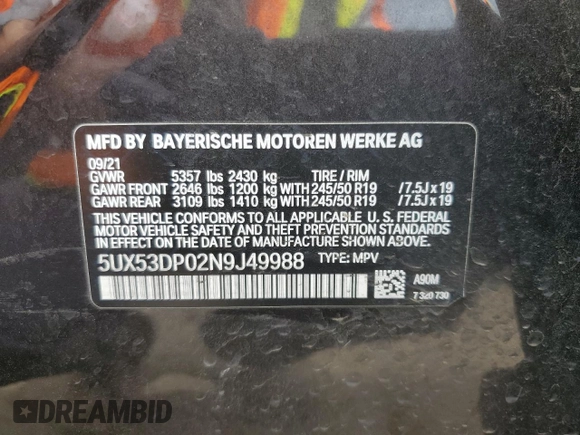 MFD BY BAYERISCHE MOTOREN WERKE AG
09/21
GVWR 5357 lbs 2430 kg TIRE / RIM
GAWR FRONT 2646 lbs 1200 kg WITH 245/50 R19 /7.5J x 19
GAWR REAR 3109 lbs 1410 kg WITH 245/50 R19 /7.5J x 19
THIS VEHICLE CONFORMS TO ALL APPLICABLE U. S. FEDERAL
MOTOR VEHICLE SAFETY AND THEFT PREVENTION STANDARDS
IN EFFECT ON THE DATE OF MANUFACTURE SHOWN ABOVE.
5UX53DP02N9J49988 TYPE: MPV
A90M
7 320 730
DREAMBID